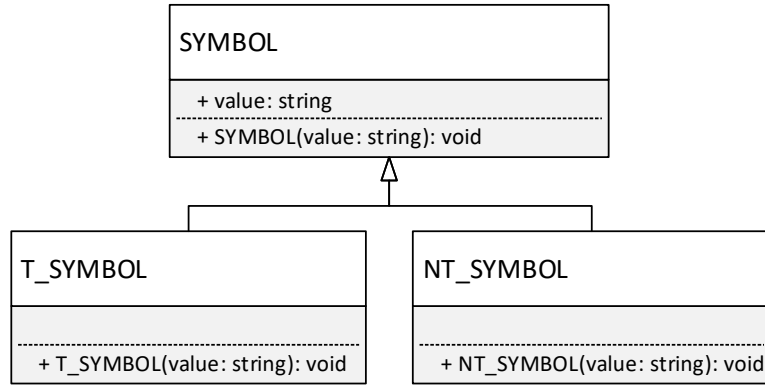 SYMBOL
+ value: string
+ SYMBOL(value: string): void
T_SYMBOL
+ T_SYMBOL(value: string): void
NT_SYMBOL
+ NT_SYMBOL(value: string): void